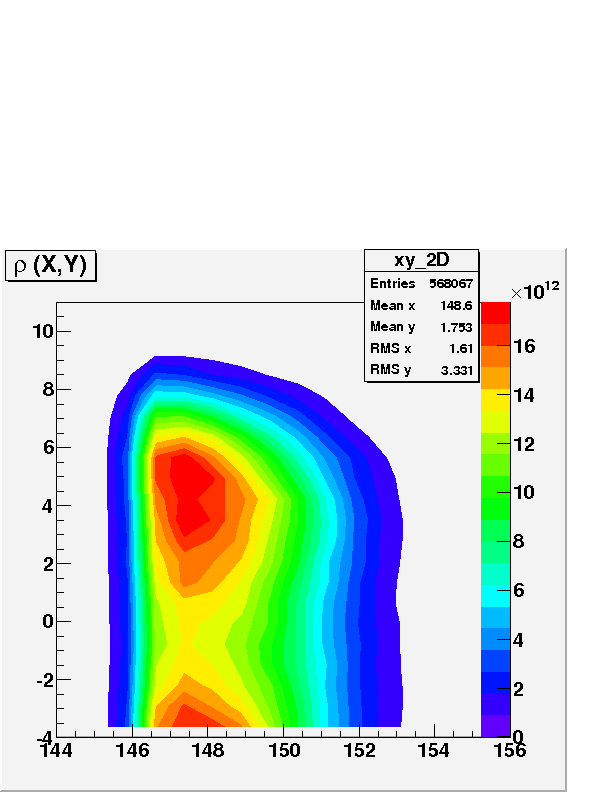 ρ (X,Y)
xy_2D
Entries 568067
Mean x 148.6
Mean y 1.753
RMS x 1.61
RMS y 3.331
×10^12
16
14
12
10
8
6
4
2
0
10
8
6
4
2
0
-2
-4
144 146 148 150 152 154 156